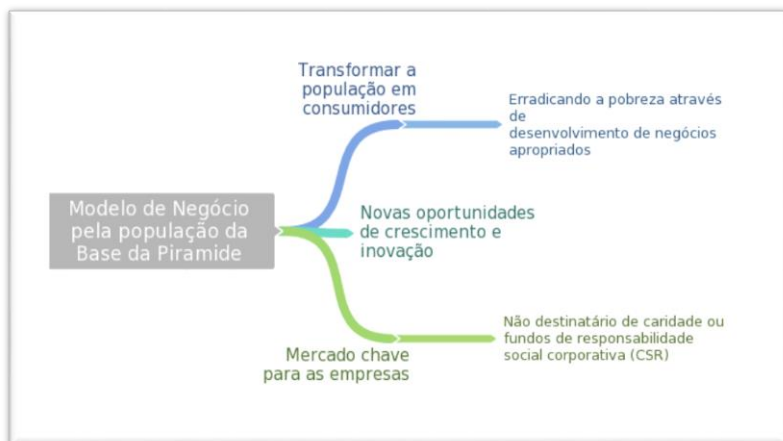 Transformar a
população em
consumidores
Erradicando a pobreza através
de
desenvolvimento de negócios
apropriados
Modelo de Negócio
pela população da
Base da Piramide
Novas oportunidades
de crescimento e
inovação
Mercado chave
para as empresas
Não destinatário de caridade ou
fundos de responsabilidade
social corporativa (CSR)